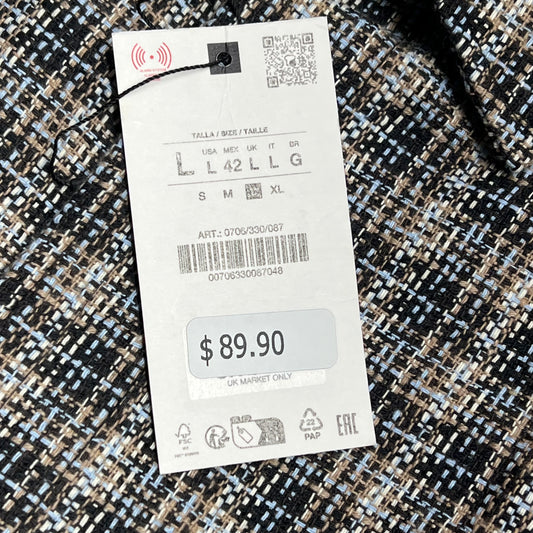 TALLA / SIZE / TAILLE
USA MEX UK IT BR
L L 42 L L G
S M XL
ART.: 0706/330/087
00706330087048
$ 89.90
UK MARKET ONLY
FSC
22
PAP
EAC